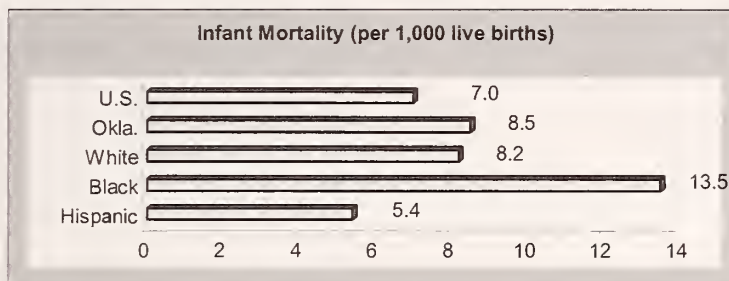 Infant Mortality (per 1,000 live births)
U.S. 7.0
Okla. 8.5
White 8.2
Black 13.5
Hispanic 5.4
0 2 4 6 8 10 12 14